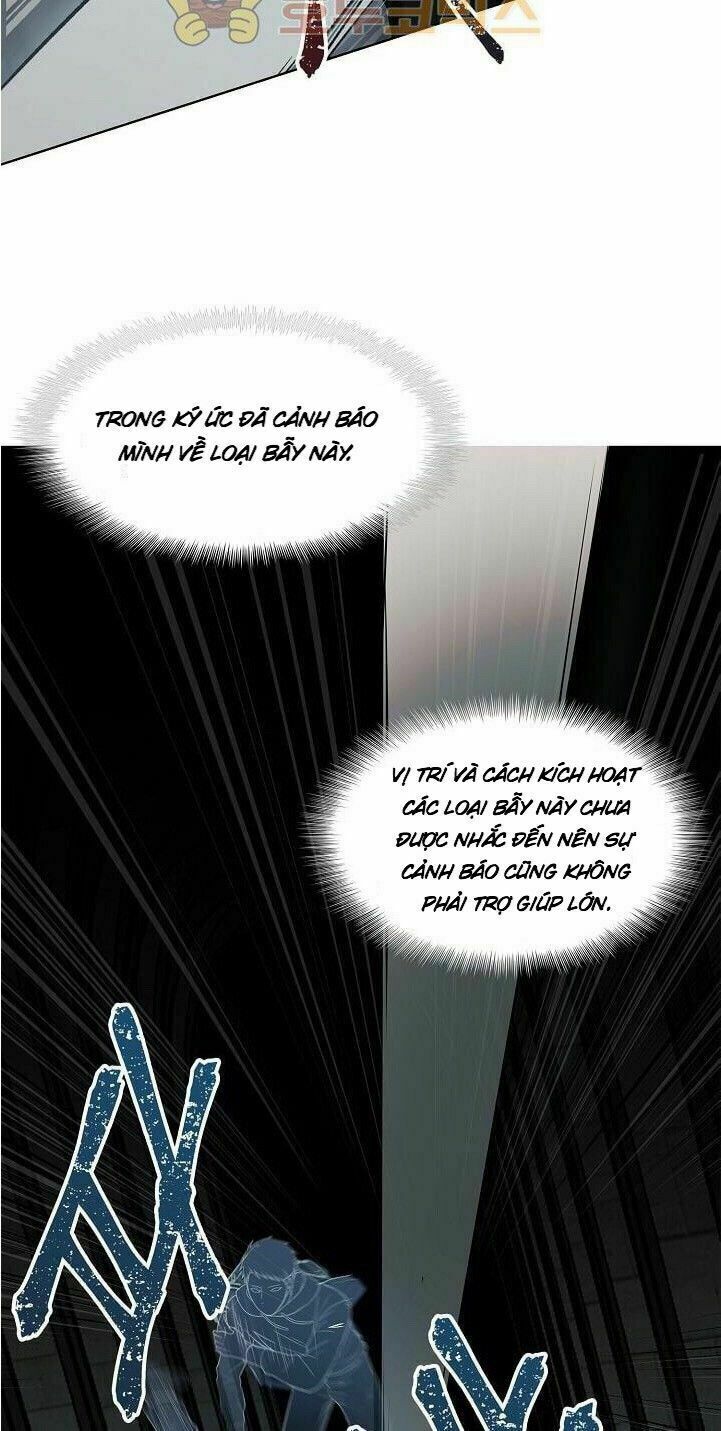 TRONG KÝ ỨC ĐÃ CẢNH BÁO
MÌNH VỀ LOẠI BẪY NÀY.
VỊ TRÍ VÀ CÁCH KÍCH HOẠT
CÁC LOẠI BẪY NÀY CHƯA
ĐƯỢC NHẮC ĐẾN NÊN SỰ
CẢNH BÁO CŨNG KHÔNG
PHẢI TRỢ GIÚP LỚN.